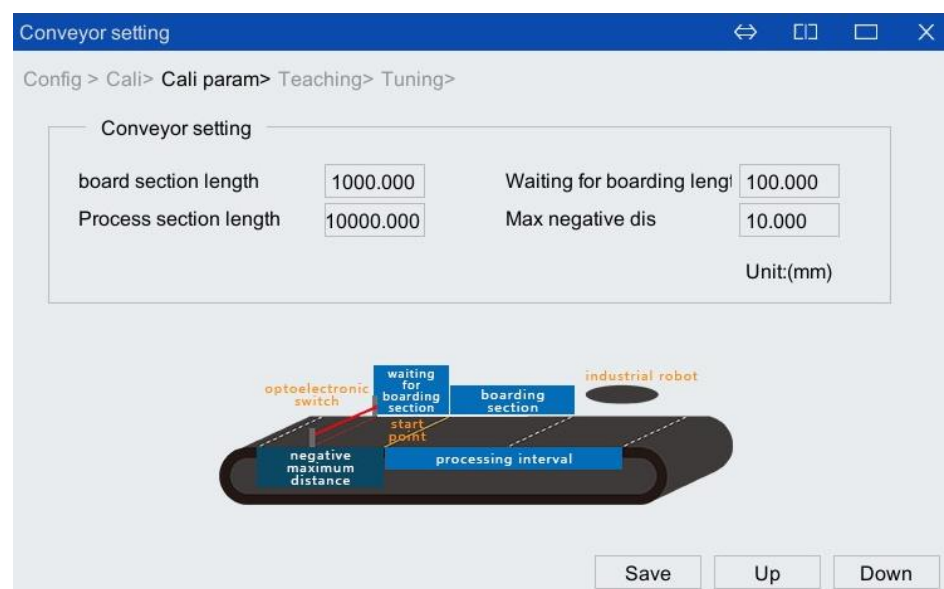 Conveyor setting
Config > Cali> Cali param> Teaching> Tuning>
Conveyor setting
board section length 1000.000 Waiting for boarding lengt 100.000
Process section length 10000.000 Max negative dis 10.000
Unit:(mm)
optoelectronic
switch
waiting
for
boarding
section
boarding
section
industrial robot
start
point
negative
maximum
distance
processing interval
Save Up Down